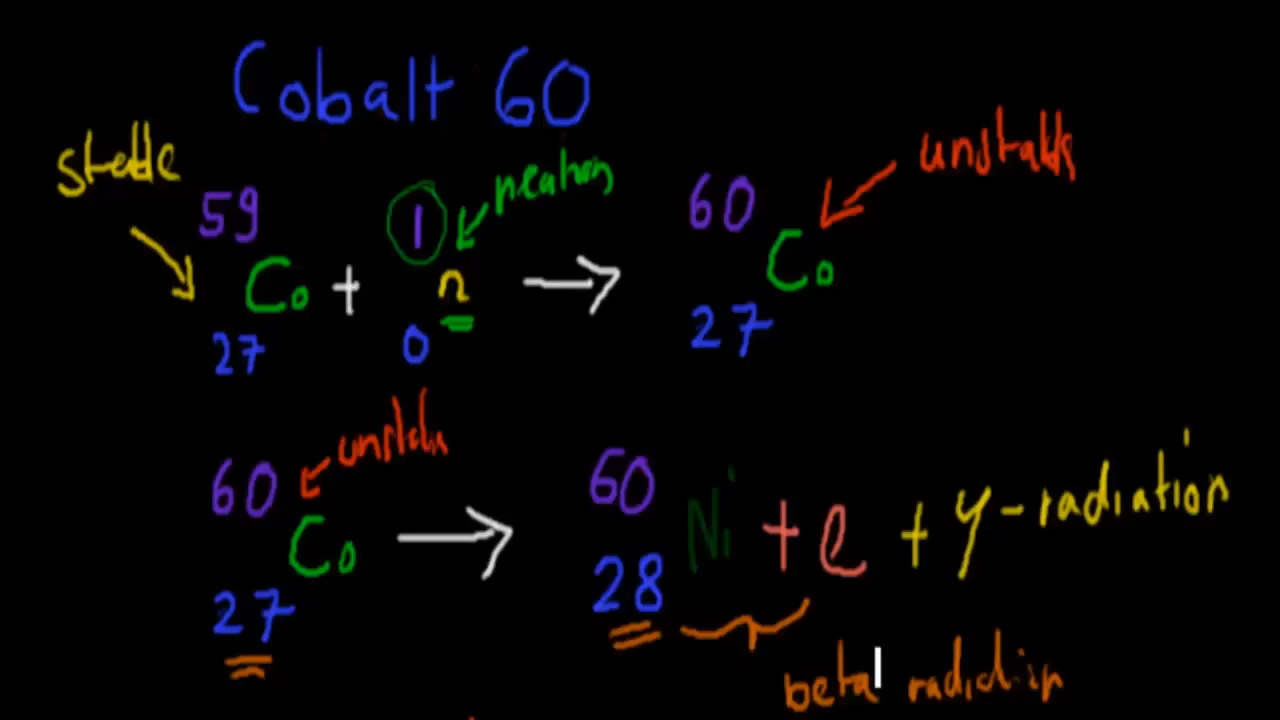 Cobalt 60
stable
unstable
neutron
59 1 60
Co + n → Co
27 0 27
unstable
60 60
Co → Ni + e + γ-radiation
27 28
beta radiation